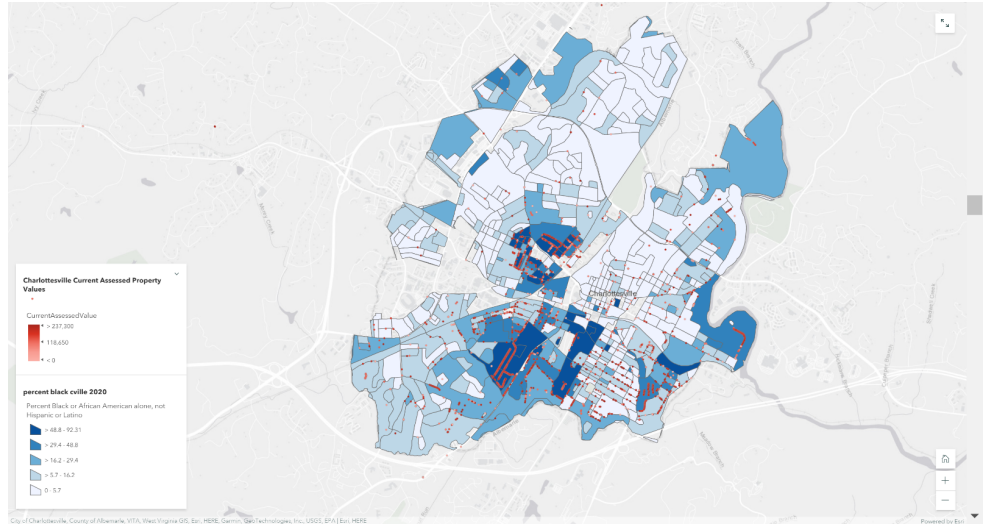 Charlottesville Current Assessed Property
Values
CurrentAssessedValue
> 237,300
118,650
< 0
percent black cville 2020
Percent Black or African American alone, not
Hispanic or Latino
> 48.8 - 92.31
> 29.4 - 48.8
> 16.2 - 29.4
> 5.7 - 16.2
0 - 5.7
Charlottesville
City of Charlottesville, County of Albemarle, VITA, West Virginia GIS, Esri, HERE, Garmin, GeoTechnologies, Inc., USGS, EPA | Esri, HERE
Powered by Esri